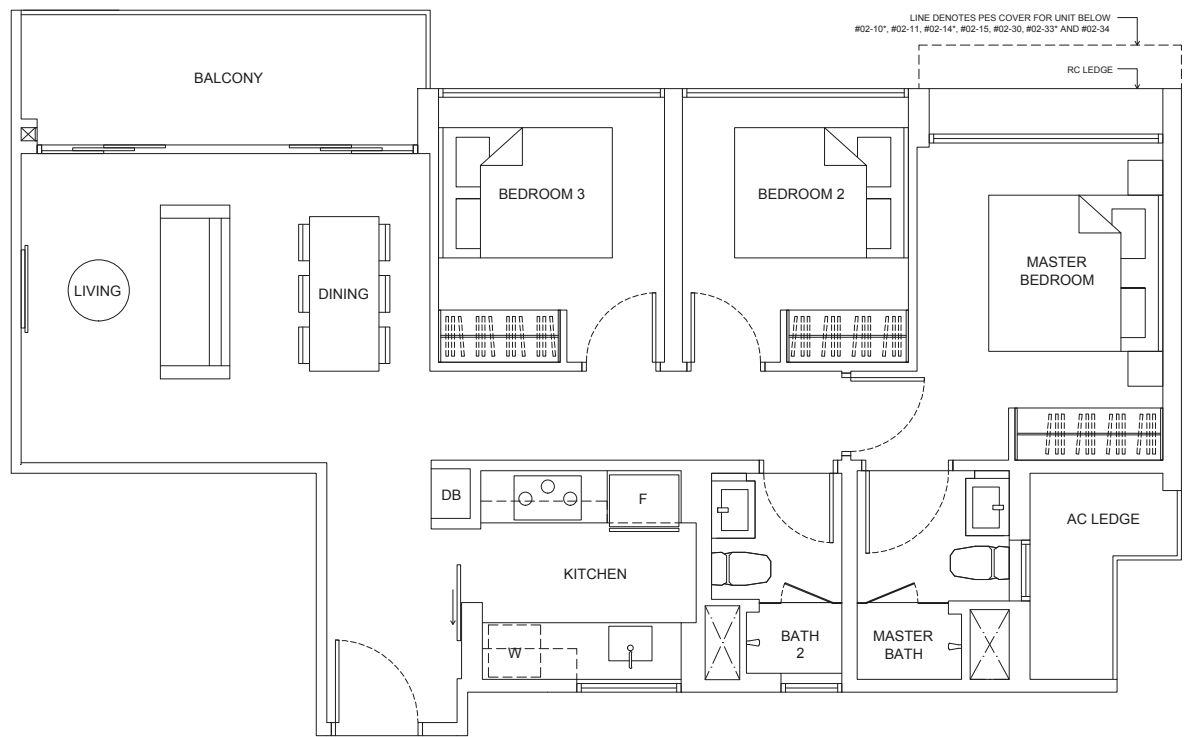 LINE DENOTES PES COVER FOR UNIT BELOW
#02-10*, #02-11, #02-14*, #02-15, #02-30, #02-33* AND #02-34
RC LEDGE
BALCONY
BEDROOM 3
BEDROOM 2
MASTER
BEDROOM
LIVING
DINING
DB
F
AC LEDGE
KITCHEN
W
BATH
2
MASTER
BATH